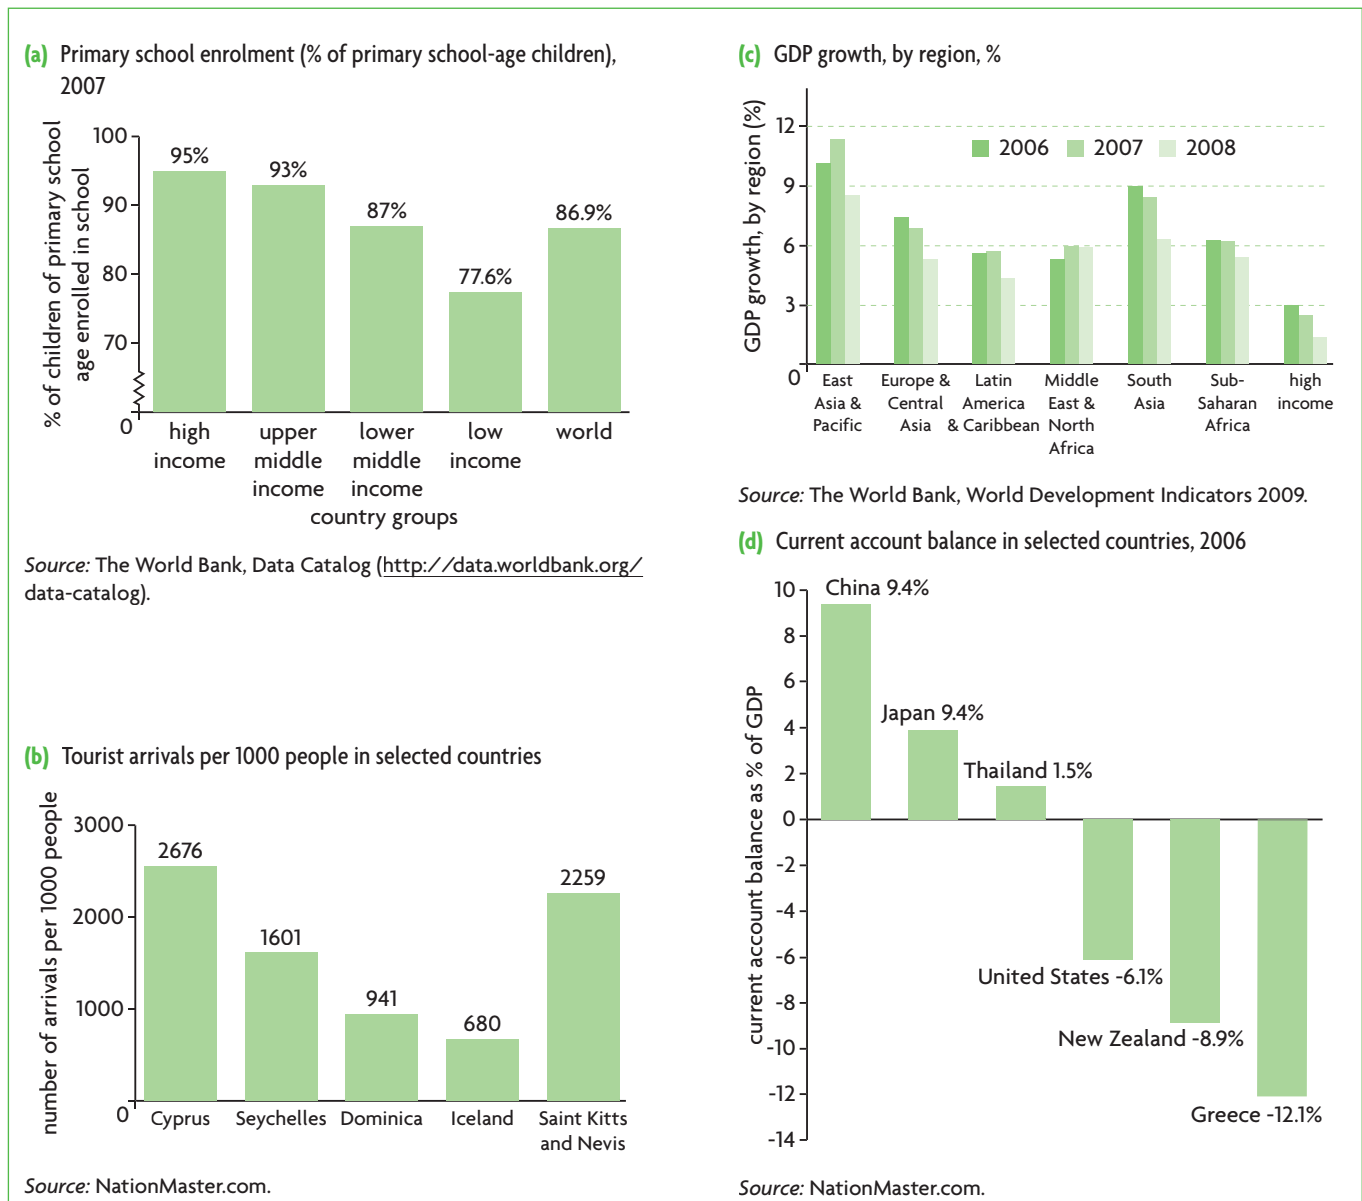 (a) Primary school enrolment (% of primary school-age children),
2007
% of children of primary school
age enrolled in school
100
90
80
70
0
95%
93%
87%
77.6%
86.9%
high
income
upper
middle
income
lower
middle
income
low
income
world
country groups
Source: The World Bank, Data Catalog (http://data.worldbank.org/
data-catalog).
(b) Tourist arrivals per 1000 people in selected countries
number of arrivals per 1000 people
3000
2000
1000
0
2676
1601
941
680
2259
Cyprus
Seychelles
Dominica
Iceland
Saint Kitts
and Nevis
Source: NationMaster.com.
(c) GDP growth, by region, %
GDP growth, by region (%)
12
9
6
3
0
2006
2007
2008
East
Asia &
Pacific
Europe &
Central
Asia
Latin
America
& Caribbean
Middle
East &
North
Africa
South
Asia
Sub-
Saharan
Africa
high
income
Source: The World Bank, World Development Indicators 2009.
(d) Current account balance in selected countries, 2006
current account balance as % of GDP
10
8
6
4
2
0
-2
-4
-6
-8
-10
-12
-14
China 9.4%
Japan 9.4%
Thailand 1.5%
United States -6.1%
New Zealand -8.9%
Greece -12.1%
Source: NationMaster.com.